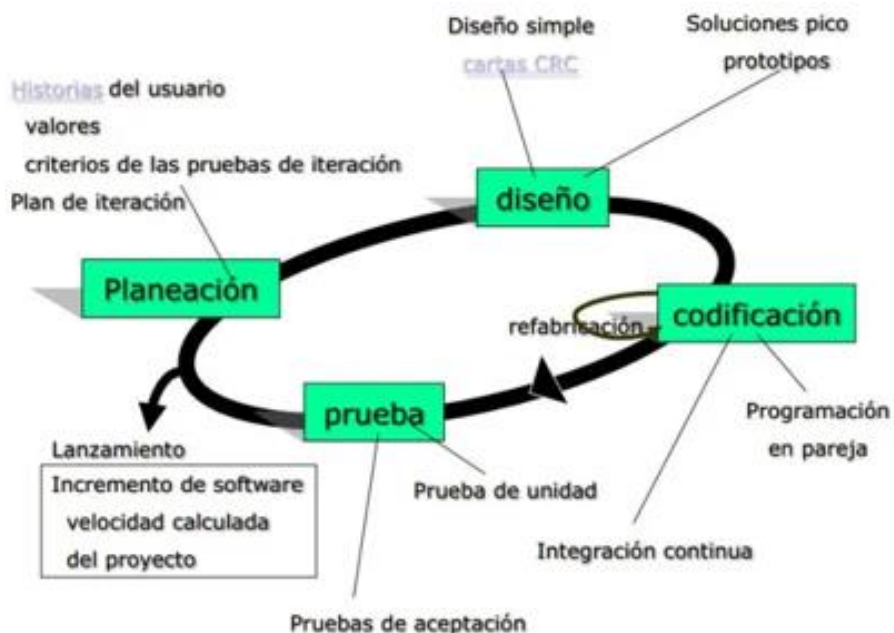 Diseño simple
cartas CRC
Soluciones pico
prototipos
Historias del usuario
valores
criterios de las pruebas de iteración
Plan de iteración
diseño
Planeación
refabricación
codificación
prueba
Programación
en pareja
Lanzamiento
Incremento de software
velocidad calculada
del proyecto
Prueba de unidad
Integración continua
Pruebas de aceptación